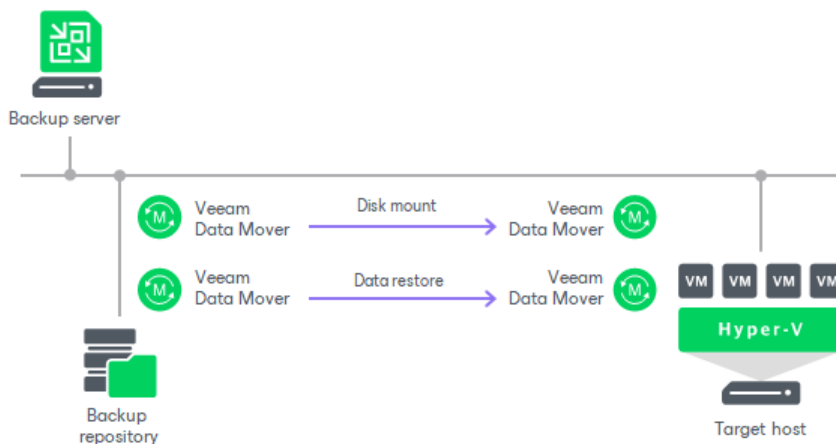 Backup server
Veeam
Data Mover
Disk mount
Veeam
Data Mover
M
M
Veeam
Data Mover
Data restore
Veeam
Data Mover
M
M
VM VM VM VM
Hyper-V
Backup
repository
Target host